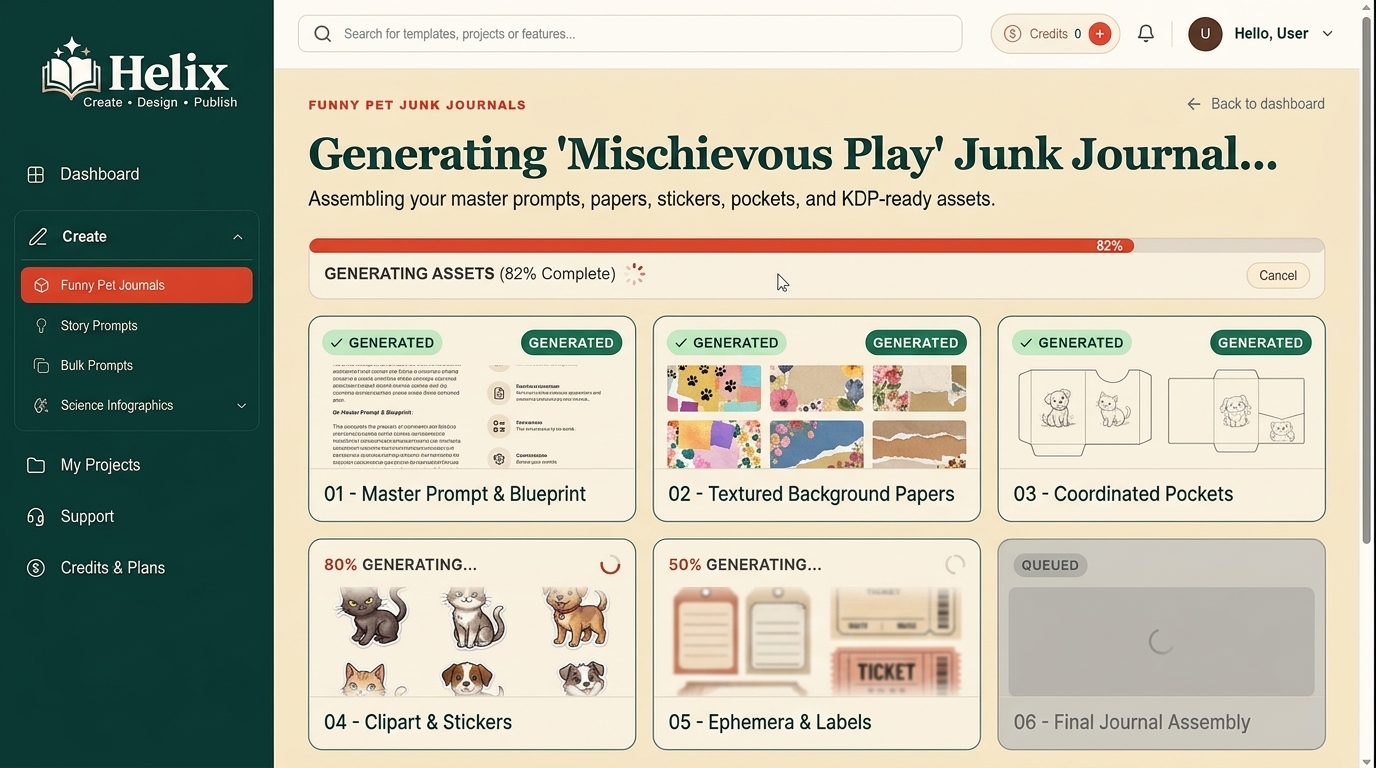 Helix
Create • Design • Publish
Search for templates, projects or features...
Credits 0 +
U
Hello, User
Dashboard
Create
Funny Pet Journals
Story Prompts
Bulk Prompts
Science Infographics
My Projects
Support
Credits & Plans
FUNNY PET JUNK JOURNALS
Back to dashboard
Generating 'Mischievous Play' Junk Journal...
Assembling your master prompts, papers, stickers, pockets, and KDP-ready assets.
82%
GENERATING ASSETS (82% Complete)
Cancel
GENERATED
GENERATED
On Master Prompt & Blueprint:
01 - Master Prompt & Blueprint
GENERATED
GENERATED
02 - Textured Background Papers
GENERATED
GENERATED
03 - Coordinated Pockets
80% GENERATING...
04 - Clipart & Stickers
50% GENERATING...
TICKET
05 - Ephemera & Labels
QUEUED
06 - Final Journal Assembly